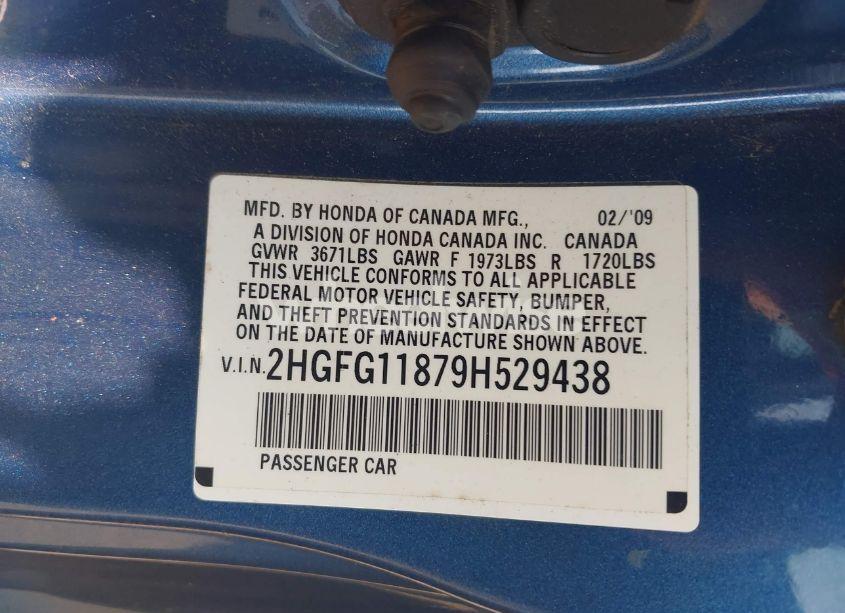 MFD. BY HONDA OF CANADA MFG., 02/'09
A DIVISION OF HONDA CANADA INC. CANADA
GVWR 3671LBS GAWR F 1973LBS R 1720LBS
THIS VEHICLE CONFORMS TO ALL APPLICABLE
FEDERAL MOTOR VEHICLE SAFETY, BUMPER,
AND THEFT PREVENTION STANDARDS IN EFFECT
ON THE DATE OF MANUFACTURE SHOWN ABOVE.
V.I.N. 2HGFG11879H529438
PASSENGER CAR